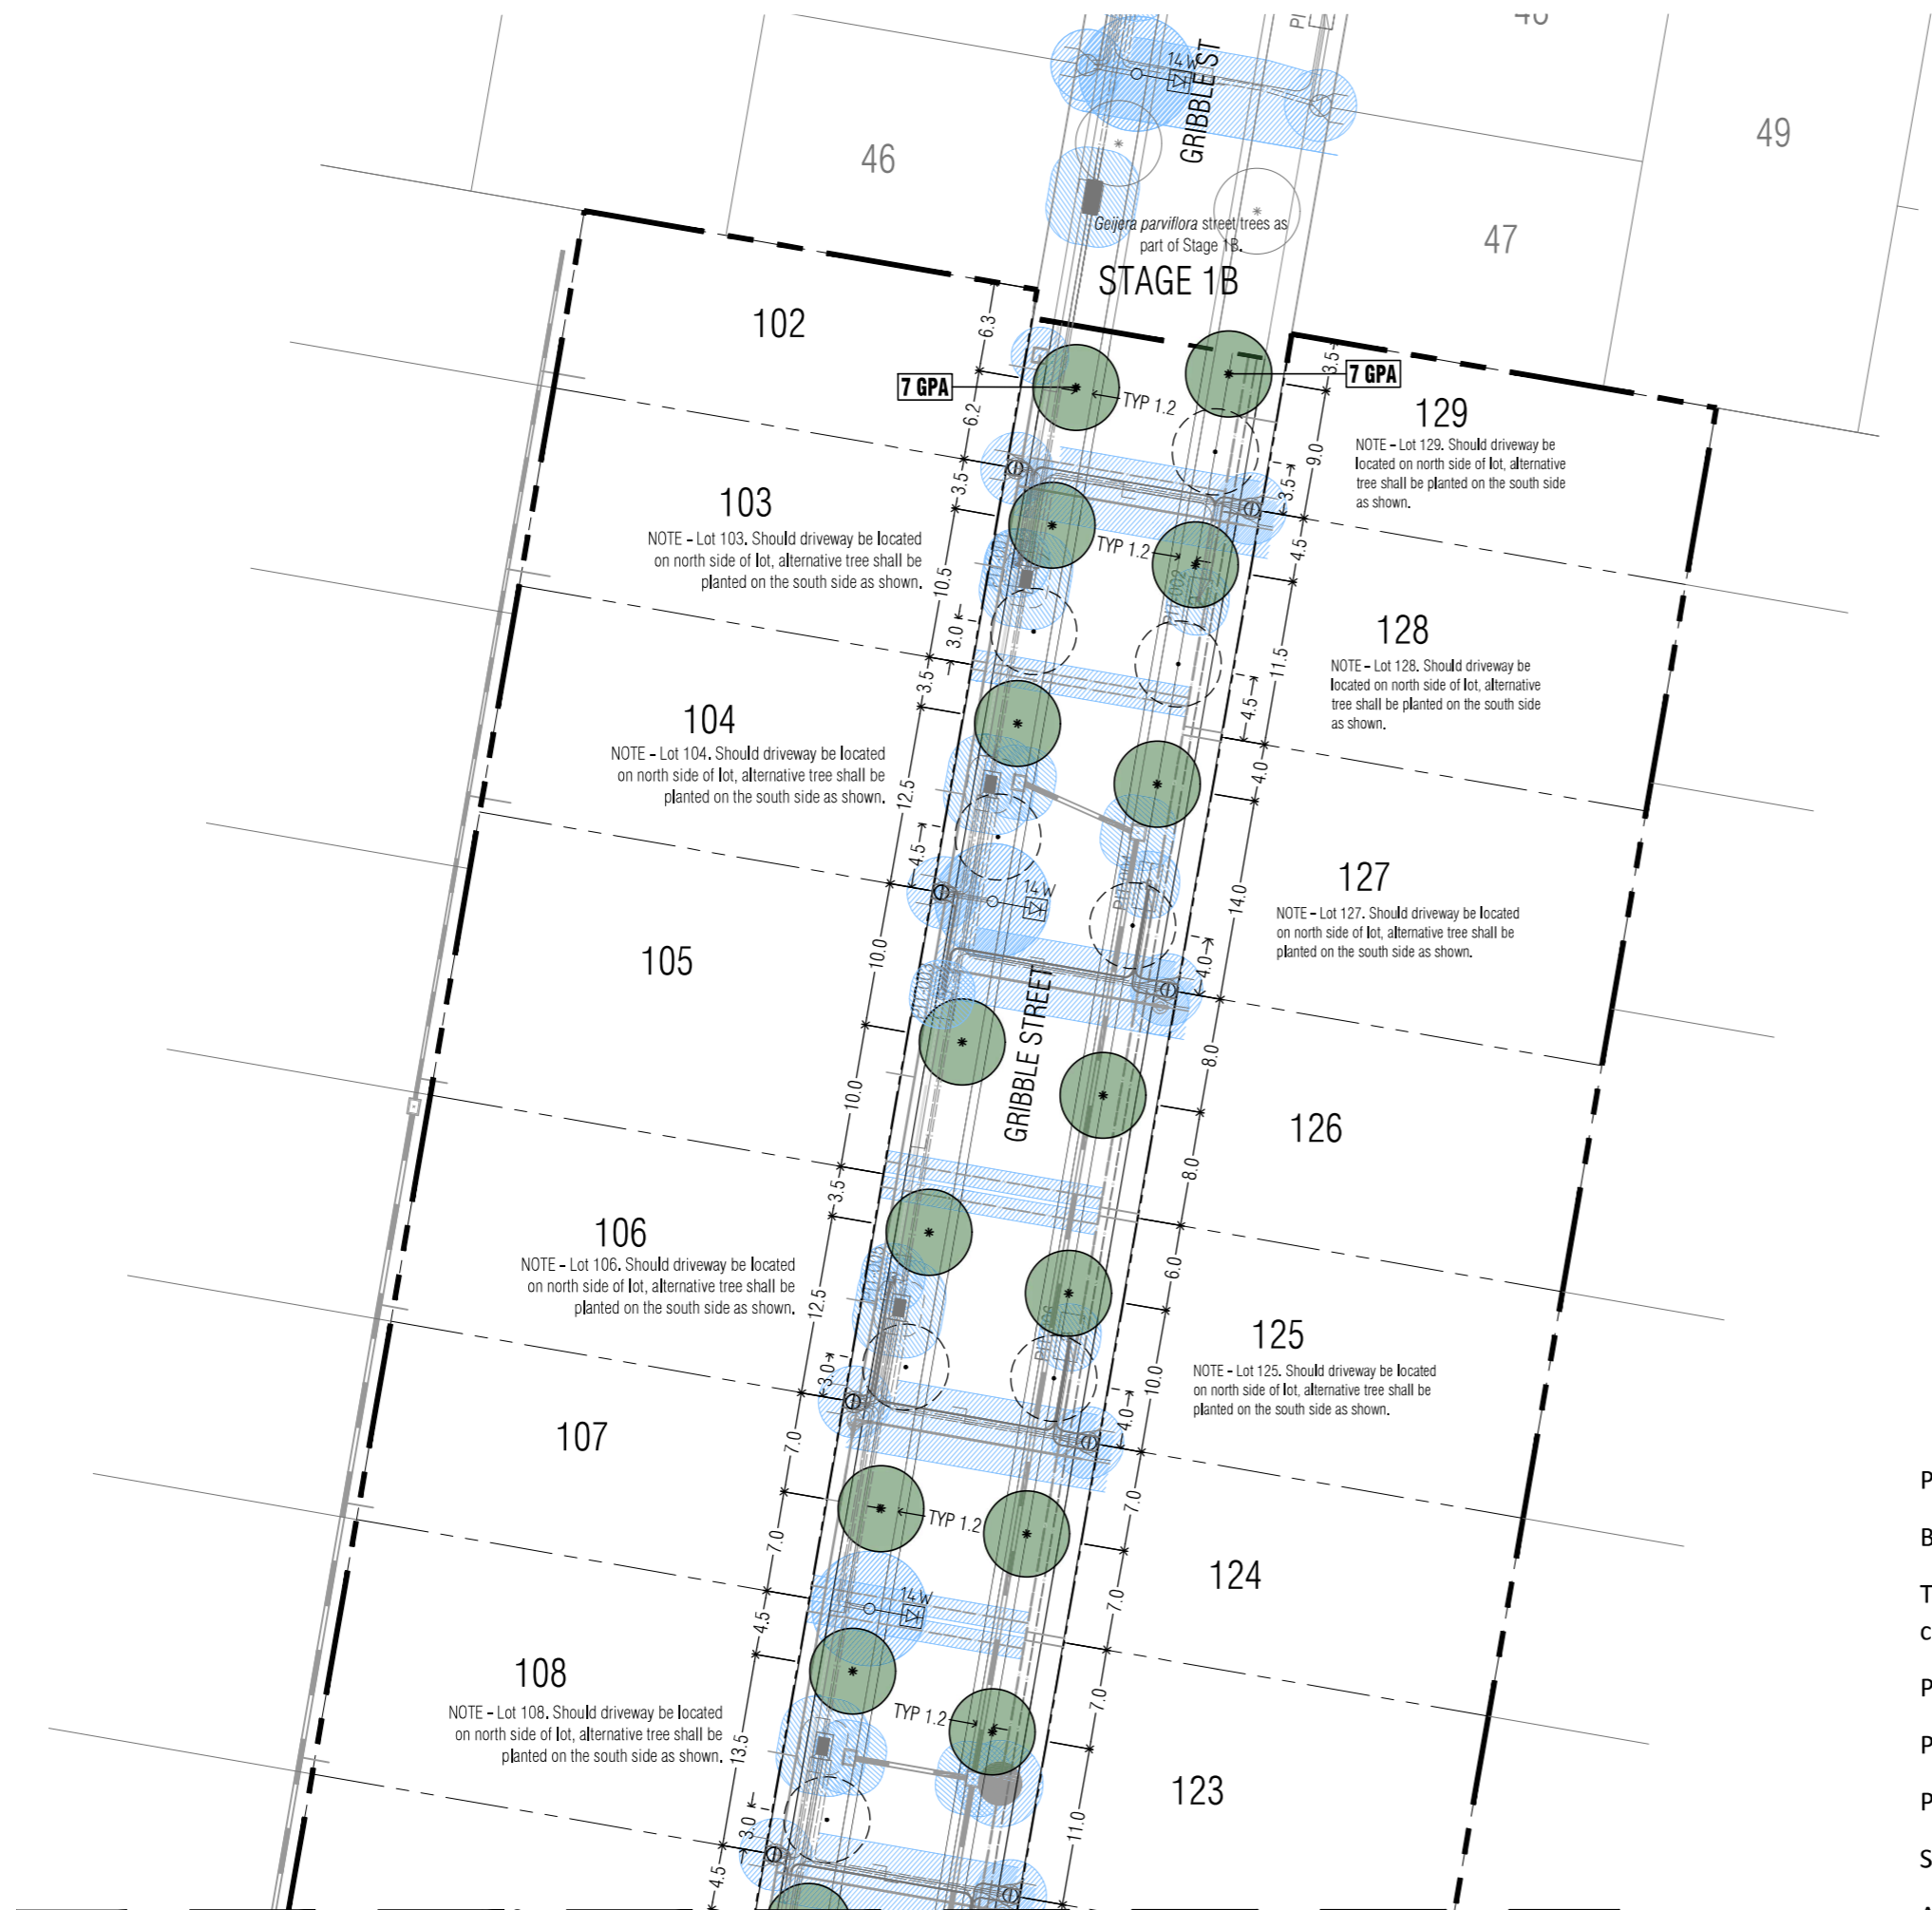 14W
GRIBBLE ST
46
49
47
Geijera parviflora street trees as
part of Stage 1B.
STAGE 1B
102
6.3
3.5
7 GPA
7 GPA
TYP 1.2
6.2
129
NOTE - Lot 129. Should driveway be
located on north side of lot, alternative
tree shall be planted on the south side
as shown.
9.0
3.5
3.5
103
NOTE - Lot 103. Should driveway be located
on north side of lot, alternative tree shall be
planted on the south side as shown.
TYP 1.2
4.5
10.5
3.0
128
NOTE - Lot 128. Should driveway be
located on north side of lot, alternative
tree shall be planted on the south side
as shown.
11.5
4.5
3.5
104
NOTE - Lot 104. Should driveway be located
on north side of lot, alternative tree shall be
planted on the south side as shown.
4.0
12.5
4.5
127
NOTE - Lot 127. Should driveway be located
on north side of lot, alternative tree shall be
planted on the south side as shown.
14.0
4.0
14W
105
10.0
GRIBBLE STREET
8.0
10.0
126
8.0
3.5
106
NOTE - Lot 106. Should driveway be located
on north side of lot, alternative tree shall be
planted on the south side as shown.
6.0
12.5
3.0
125
NOTE - Lot 125. Should driveway be located
on north side of lot, alternative tree shall be
planted on the south side as shown.
10.0
4.0
107
7.0
7.0
TYP 1.2
7.0
124
7.0
14W
4.5
108
NOTE - Lot 108. Should driveway be located
on north side of lot, alternative tree shall be
planted on the south side as shown.
TYP 1.2
7.0
13.5
3.0
123
11.0
4.5
P
B
T
c
P
P
P
S